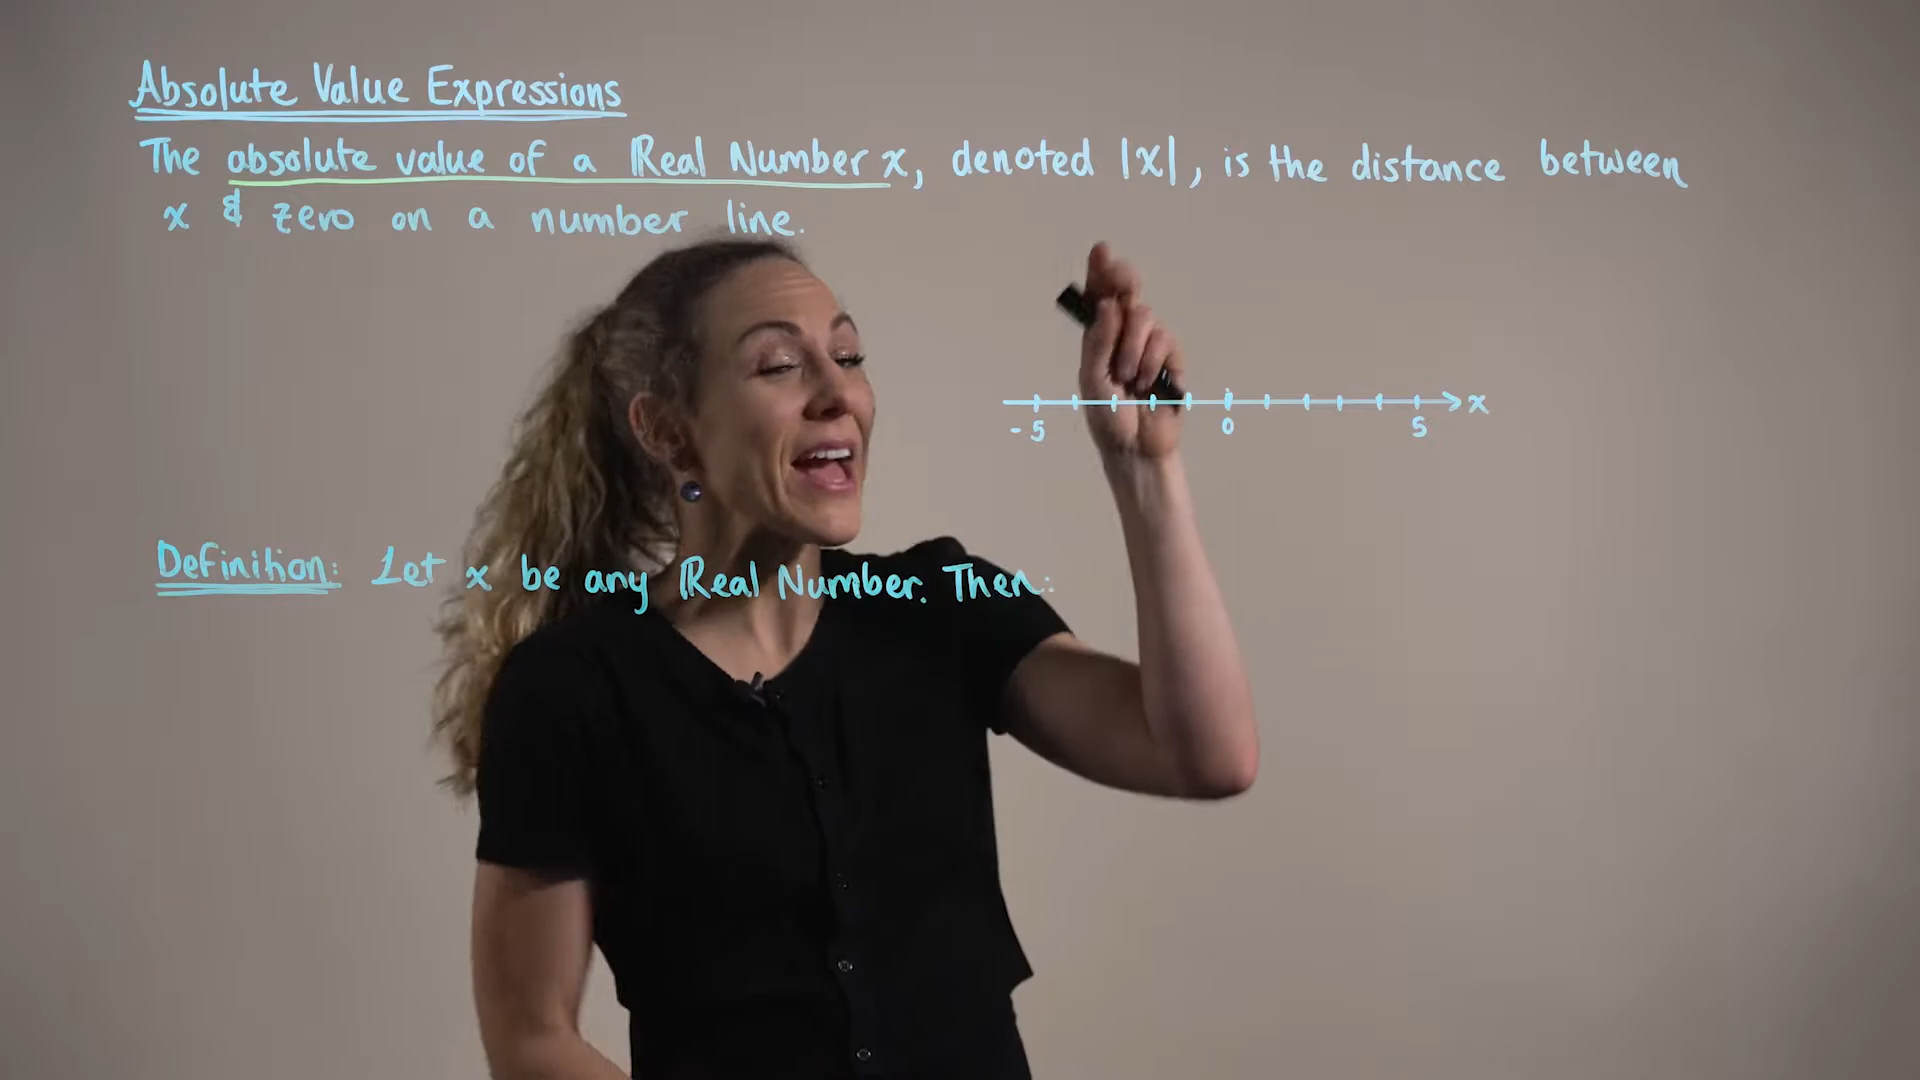 Absolute Value Expressions
The absolute value of a Real Number x, denoted |x|, is the distance between
x & zero on a number line.
x
-5 0 5
Definition: Let x be any Real Number. Then: